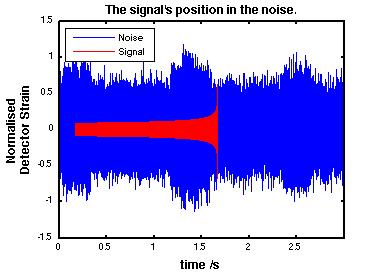 The signal's position in the noise.
1.5
1
0.5
0
-0.5
-1
-1.5
Normalised
Detector Strain
Noise
Signal
0 0.5 1 1.5 2 2.5
time /s